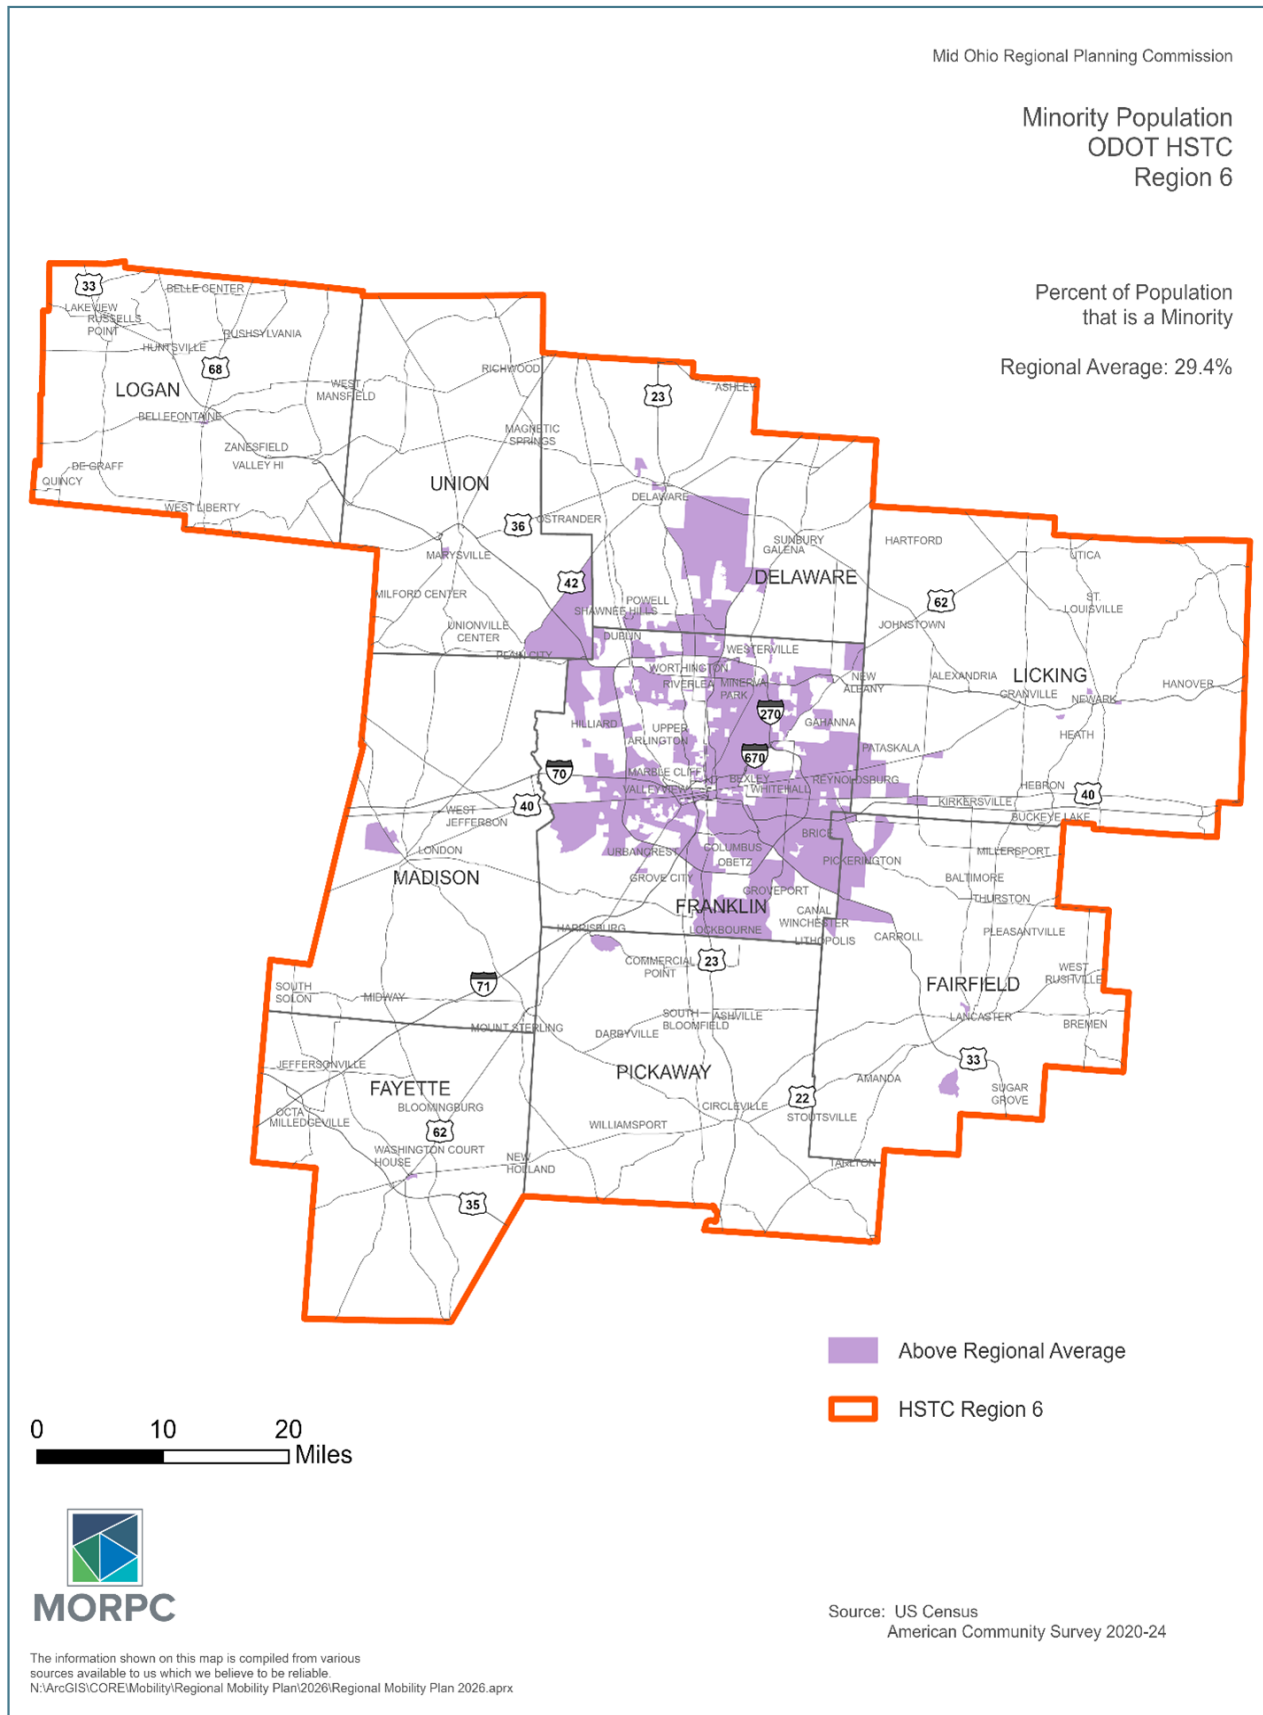 Mid Ohio Regional Planning Commission
Minority Population
ODOT HSTC
Region 6
Percent of Population
that is a Minority
Regional Average: 29.4%
33
LAKEVIEW
RUSSELLS
POINT
BELLE CENTER
RUSHSYLVANIA
HUNTSVILLE
68
LOGAN
WEST
MANSFIELD
BELLEFONTAINE
ZANESFIELD
VALLEY HI
DE GRAFF
QUINCY
WEST LIBERTY
RICHWOOD
MAGNETIC
SPRINGS
UNION
36
MARYSVILLE
MILFORD CENTER
UNIONVILLE
CENTER
PLAIN CITY
42
23
ASHLEY
DELAWARE
OSTRANDER
SUNBURY
GALENA
DELAWARE
POWELL
SHAWNEE HILLS
DUBLIN
HARTFORD
UTICA
62
ST.
LOUISVILLE
JOHNSTOWN
LICKING
ALEXANDRIA
GRANVILLE
NEWARK
HANOVER
HEATH
PATASKALA
HEBRON
40
KIRKERSVILLE
BUCKEYE LAKE
WESTERVILLE
WORTHINGTON
RIVERLEA
MINERVA
PARK
NEW
ALBANY
270
HILLIARD
UPPER
ARLINGTON
GAHANNA
670
70
MARBLE CLIFF
VALLEYVIEW
BEXLEY
WHITEHALL
REYNOLDSBURG
40
WEST
JEFFERSON
LONDON
MADISON
URBANCREST
COLUMBUS
OBETZ
BRICE
PICKERINGTON
GROVE CITY
GROVEPORT
FRANKLIN
CANAL
WINCHESTER
LOCKBOURNE
LITHOPOLIS
HARRISBURG
MILLERSPORT
BALTIMORE
THURSTON
CARROLL
PLEASANTVILLE
WEST
RUSHVILLE
FAIRFIELD
LANCASTER
BREMEN
33
AMANDA
SUGAR
GROVE
COMMERCIAL
POINT
23
SOUTH
SOLON
MIDWAY
71
MOUNT STERLING
DARBYVILLE
SOUTH
BLOOMFIELD
ASHVILLE
PICKAWAY
JEFFERSONVILLE
FAYETTE
BLOOMINGBURG
OCTA
MILLEDGEVILLE
62
CIRCLEVILLE
22
STOUTSVILLE
WILLIAMSPORT
WASHINGTON COURT
HOUSE
NEW
HOLLAND
TARLTON
35
Above Regional Average
HSTC Region 6
0 10 20
Miles
MORPC
Source: US Census
American Community Survey 2020-24
The information shown on this map is compiled from various
sources available to us which we believe to be reliable.
N:\ArcGIS\CORE\Mobility\Regional Mobility Plan\2026\Regional Mobility Plan 2026.aprx